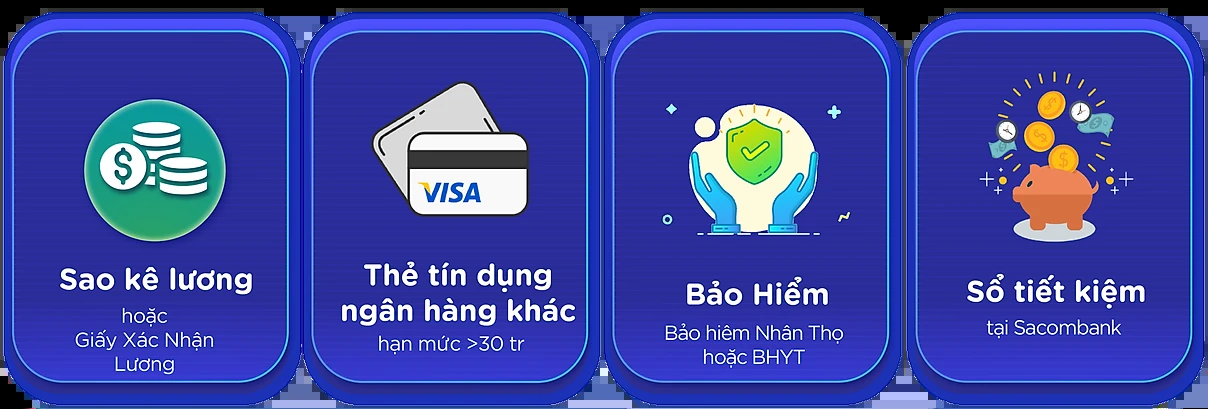 Sao kê lương
hoặc
Giấy Xác Nhận
Lương
VISA
Thẻ tín dụng
ngân hàng khác
hạn mức >30 tr
Bảo Hiểm
Bảo hiêm Nhân Thọ
hoặc BHYT
Sổ tiết kiệm
tại Sacombank